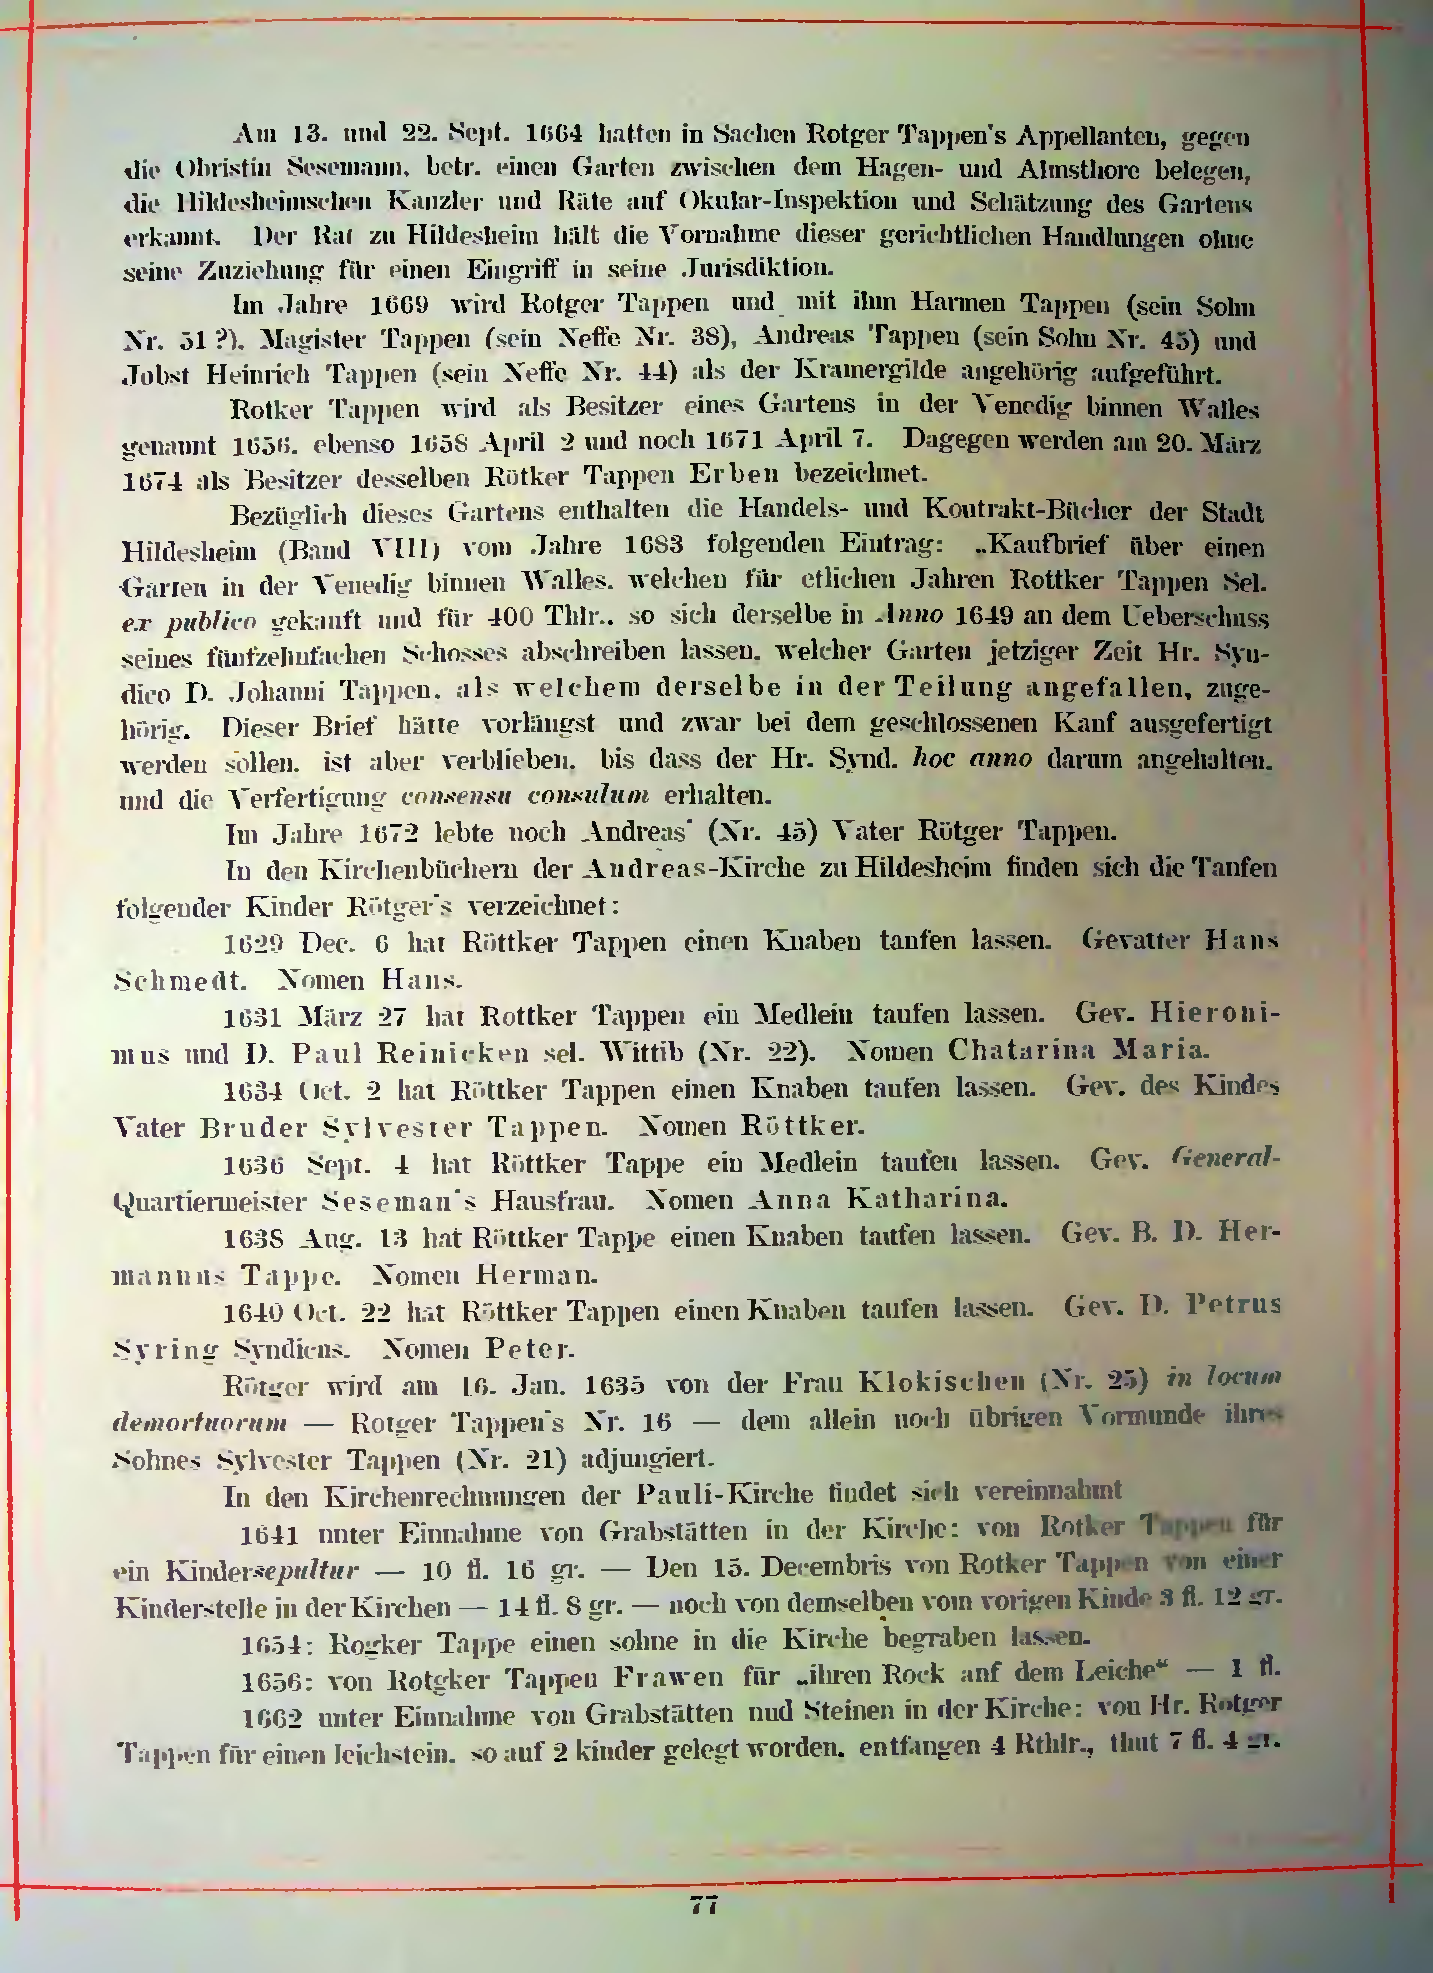 Am 13. und 22. Sept. 1664 hatten in Sachen Rotger Tappen's Appellanten, gegen
die Obristin Sesemann, betr. einen Garten zwischen dem Hagen- und Almsthore belegen,
die Hildesheimschen Kanzler und Räte auf Okular-Inspektion und Schätzung des Gartens
erkannt. Der Rat zu Hildesheim hält die Vornahme dieser gerichtlichen Handlungen ohne
seine Zuziehung für einen Eingriff in seine Jurisdiktion.
Im Jahre 1669 wird Rotger Tappen und mit ihm Harmen Tappen (sein Sohn
Nr. 51 ?), Magister Tappen (sein Neffe Nr. 38), Andreas Tappen (sein Sohn Nr. 45) und
Jobst Heinrich Tappen (sein Neffe Nr. 44) als der Kramergilde angehörig aufgeführt.
Rotker Tappen wird als Besitzer eines Gartens in der Venedig binnen Walles
genannt 1656, ebenso 1658 April 2 und noch 1671 April 7. Dagegen werden am 20. März
1674 als Besitzer desselben Rötker Tappen Erben bezeichnet.
Bezüglich dieses Gartens enthalten die Handels- und Kontrakt-Bücher der Stadt
Hildesheim (Band VIII) vom Jahre 1683 folgenden Eintrag: „Kaufbrief über einen
Garten in der Venedig binnen Walles, welchen für etlichen Jahren Rottker Tappen Sel.
ex publico gekauft und für 400 Thlr., so sich derselbe in Anno 1649 an dem Ueberschuss
seines fünfzehnfachen Schosses abschreiben lassen, welcher Garten jetziger Zeit Hr. Syn-
dico D. Johanni Tappen, als welchem derselbe in der Teilung angefallen, zuge-
hörig. Dieser Brief hätte vorlängst und zwar bei dem geschlossenen Kauf ausgefertigt
werden sollen, ist aber verblieben, bis dass der Hr. Synd. hoc anno darum angehalten,
und die Verfertigung consensu consulum erhalten.
Im Jahre 1672 lebte noch Andreas' (Nr. 45) Vater Rötger Tappen.
In den Kirchenbüchern der Andreas-Kirche zu Hildesheim finden sich die Taufen
folgender Kinder Rötger's verzeichnet:
1629 Dec. 6 hat Röttker Tappen einen Knaben taufen lassen. Gevatter Hans
Schmedt. Nomen Hans.
1631 März 27 hat Rottker Tappen ein Medlein taufen lassen. Gev. Hieroni-
mus und D. Paul Reinicken sel. Wittib (Nr. 22). Nomen Chatarina Maria.
1634 Oct. 2 hat Röttker Tappen einen Knaben taufen lassen. Gev. des Kindes
Vater Bruder Sylvester Tappen. Nomen Röttker.
1636 Sept. 4 hat Röttker Tappe ein Medlein taufen lassen. Gev. General-
Quartiermeister Seseman's Hausfrau. Nomen Anna Katharina.
1638 Aug. 13 hat Röttker Tappe einen Knaben taufen lassen. Gev. B. D. Her-
mannus Tappe. Nomen Herman.
1640 Oct. 22 hat Röttker Tappen einen Knaben taufen lassen. Gev. D. Petrus
Syring Syndicus. Nomen Peter.
Rötger wird am 16. Jan. 1635 von der Frau Klokischen (Nr. 25) in locum
demortuorum — Rotger Tappen's Nr. 16 — dem allein noch übrigen Vormunde ihres
Sohnes Sylvester Tappen (Nr. 21) adjungiert.
In den Kirchenrechnungen der Pauli-Kirche findet sich vereinnahmt
1641 unter Einnahme von Grabstätten in der Kirche: von Rotker Tappen für
ein Kindersepultur — 10 fl. 16 gr. — Den 15. Decembris von Rotker Tappen von einer
Kinderstelle in der Kirchen — 14 fl. 8 gr. — noch von demselben vom vorigen Kinde 3 fl. 12 gr.
1654: Rogker Tappe einen sohne in die Kirche begraben lassen.
1656: von Rotgker Tappen Frawen für „ihren Rock auf dem Leiche“ — 1 fl.
1662 unter Einnahme von Grabstätten und Steinen in der Kirche: von Hr. Rotger
Tappen für einen leichstein, so auf 2 kinder gelegt worden, entfangen 4 Rthlr., thut 7 fl. 4 gr.
77